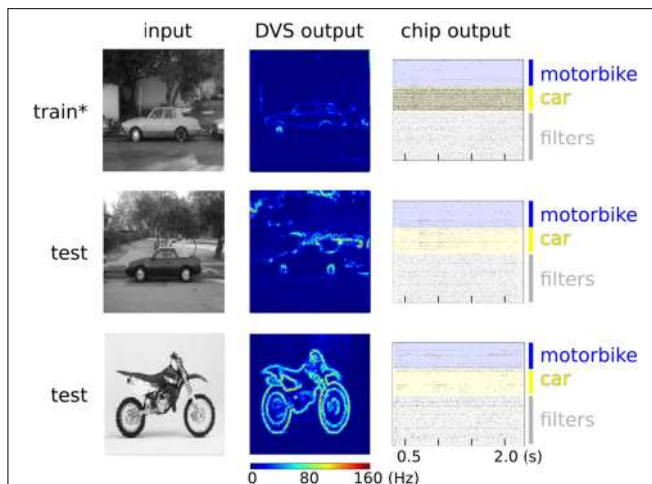 input DVS output chip output
train*
motorbike
car
filters
test
motorbike
car
filters
test
motorbike
car
filters
0.5 2.0 (s)
0 80 160 (Hz)